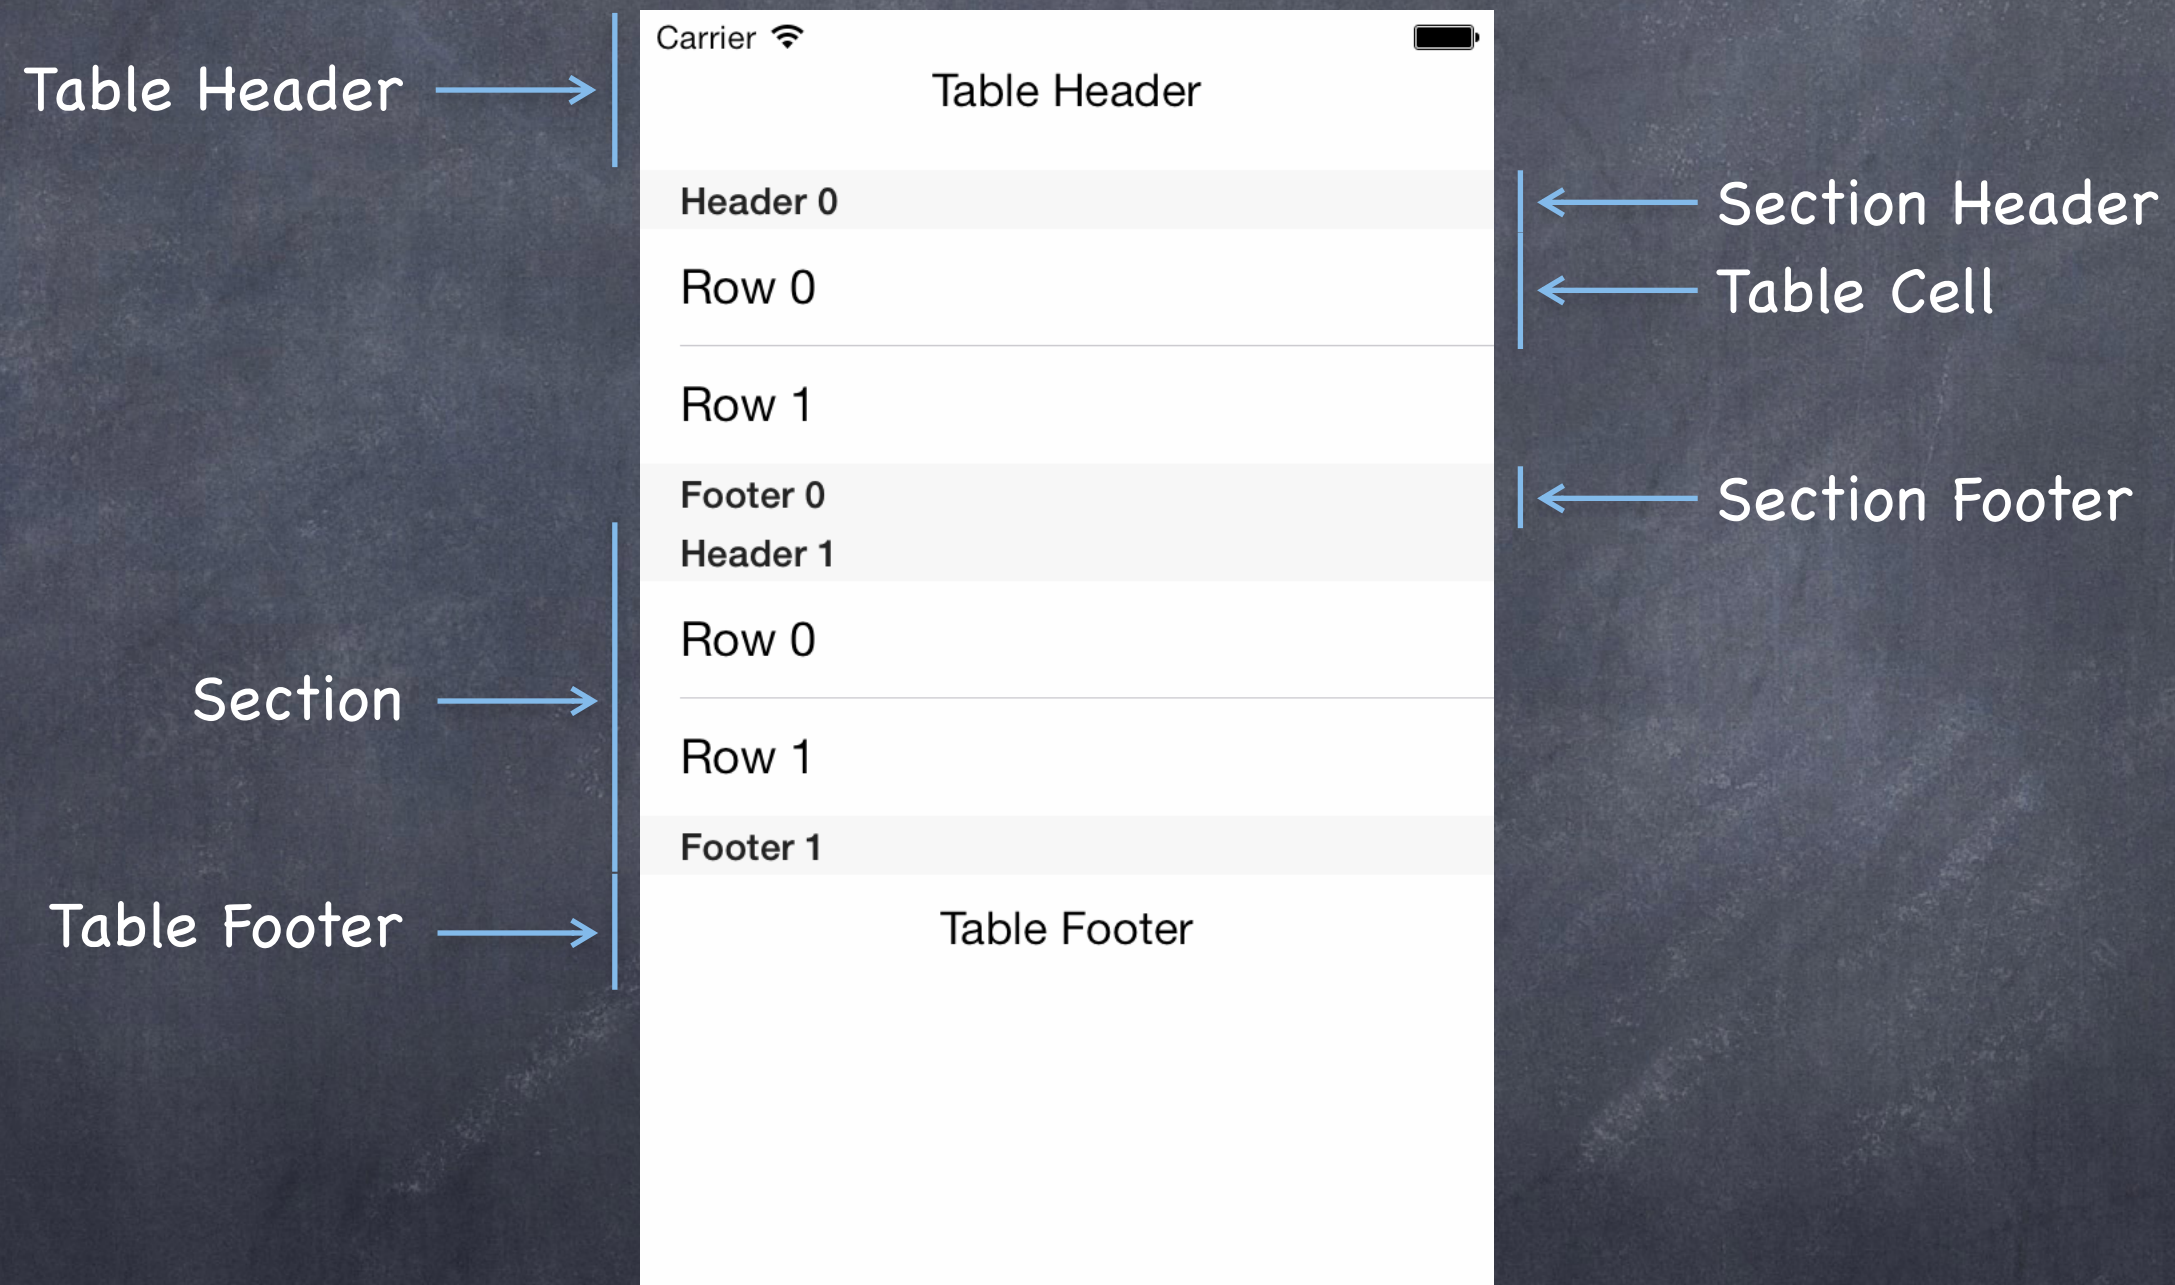 Carrier
Table Header
Table Header
Header 0
Section Header
Row 0
Table Cell
Row 1
Footer 0
Section Footer
Header 1
Row 0
Section
Row 1
Footer 1
Table Footer
Table Footer